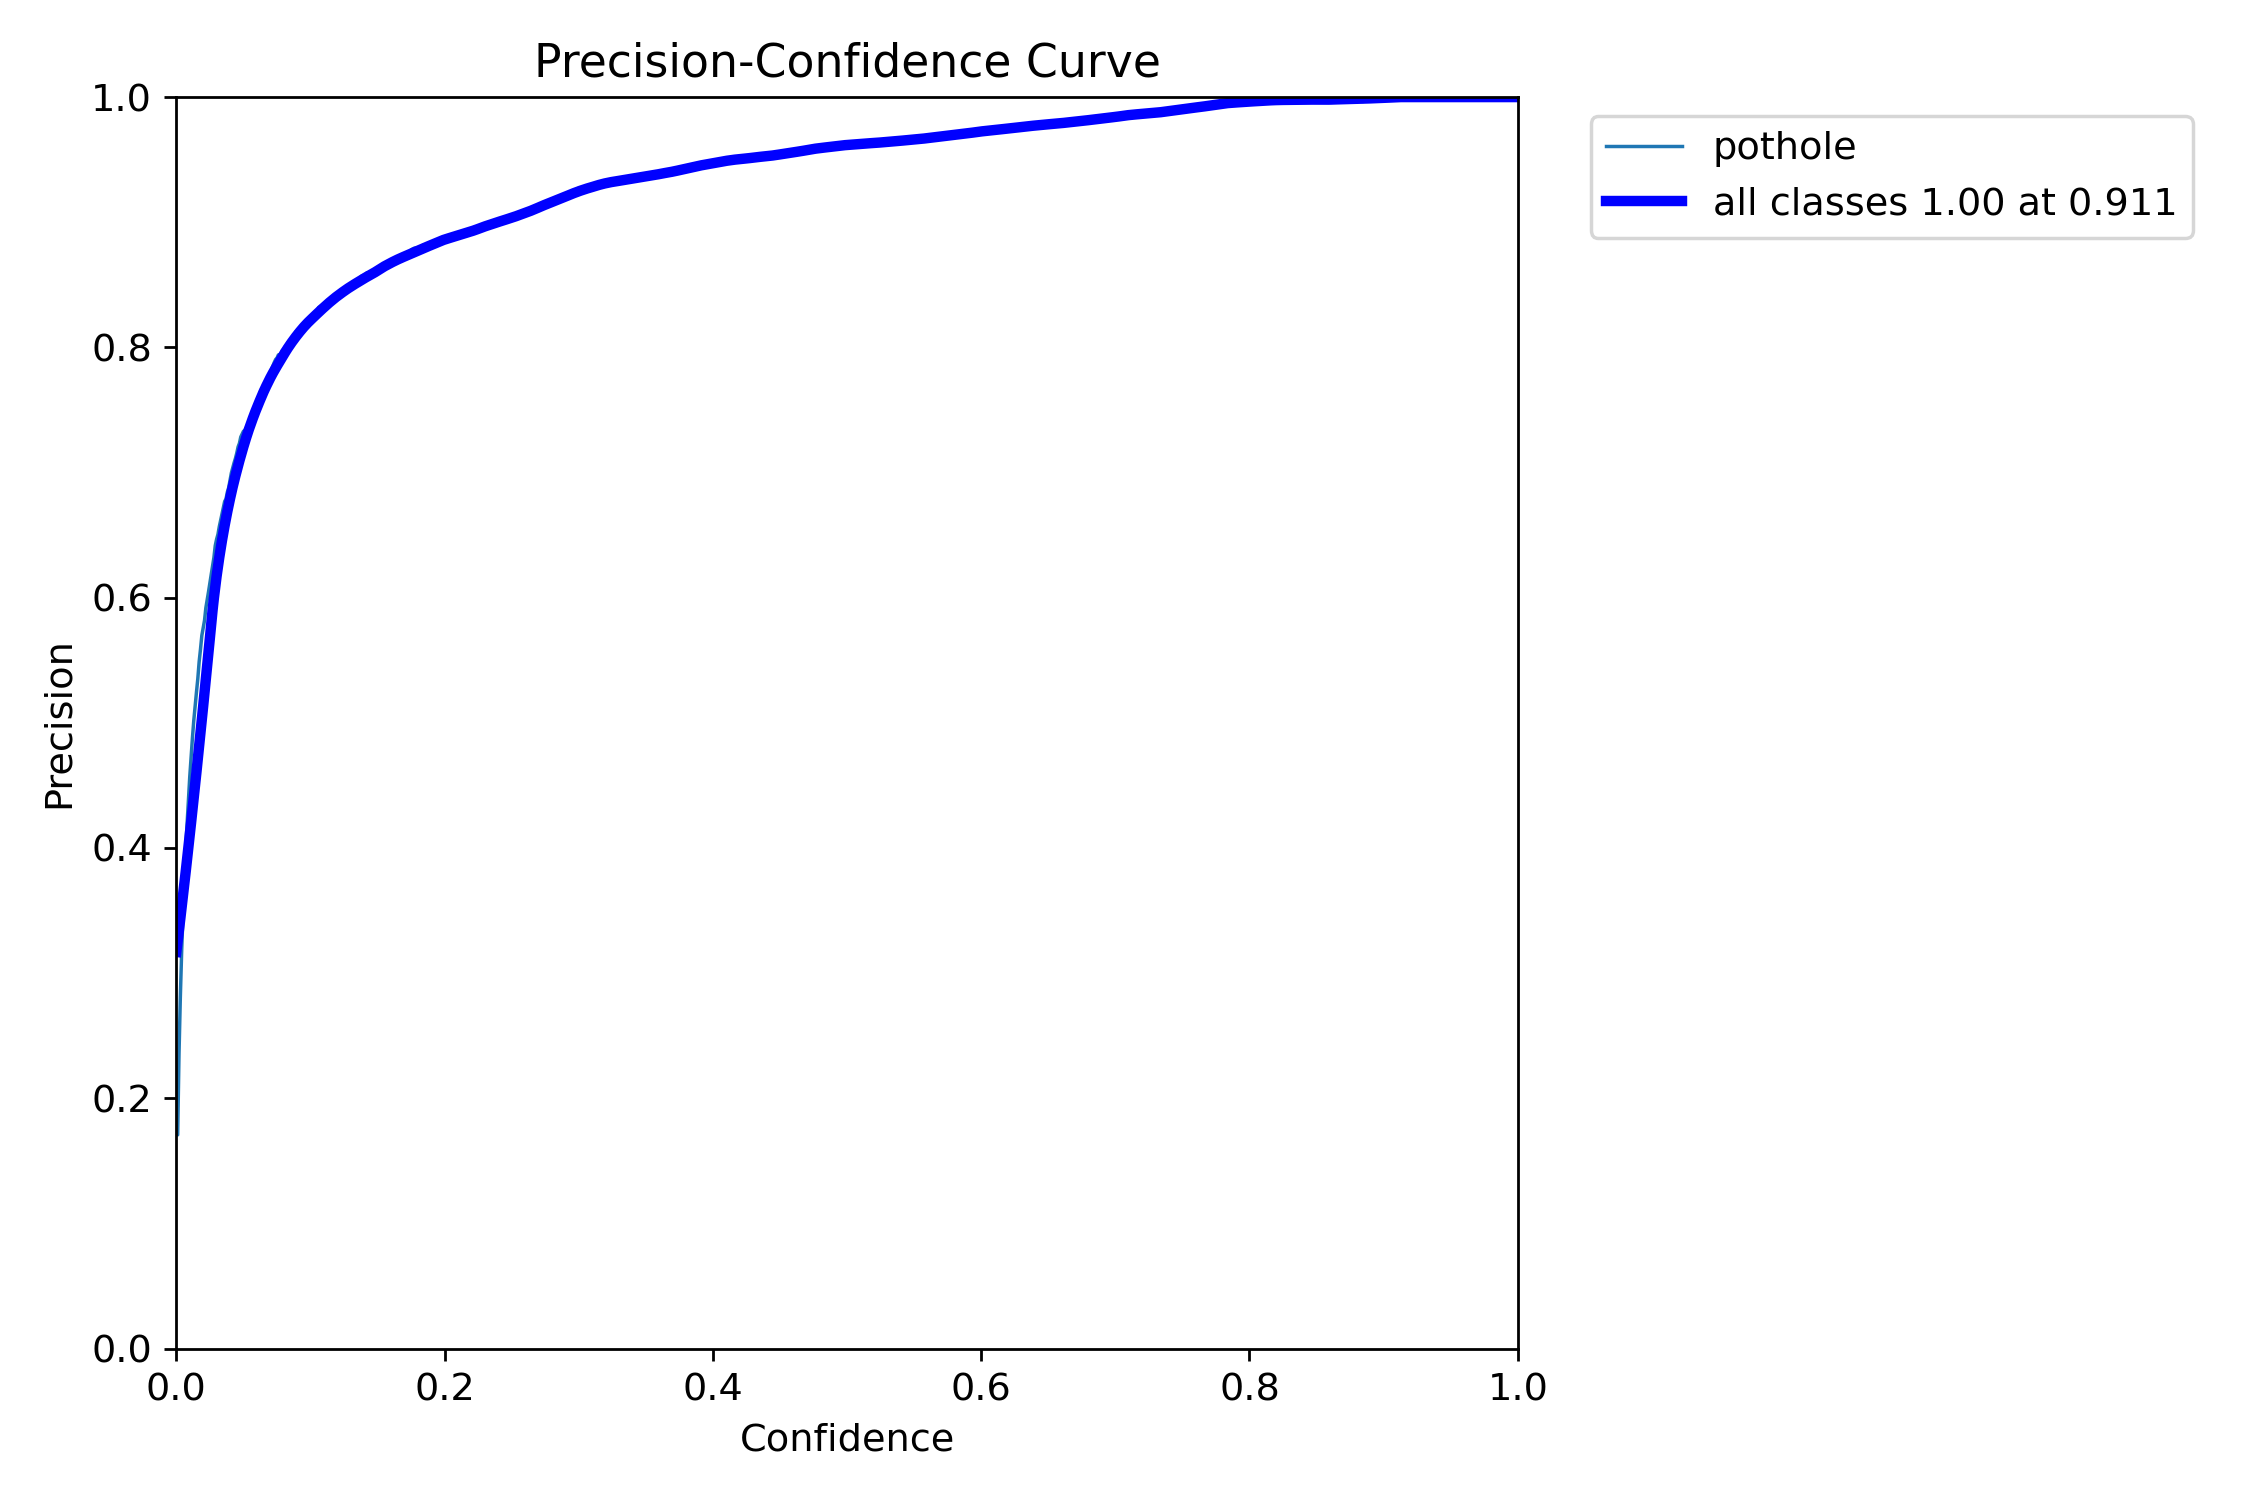 Precision-Confidence Curve
1.0
0.8
0.6
0.4
0.2
0.0
Precision
0.0 0.2 0.4 0.6 0.8 1.0
Confidence
pothole
all classes 1.00 at 0.911